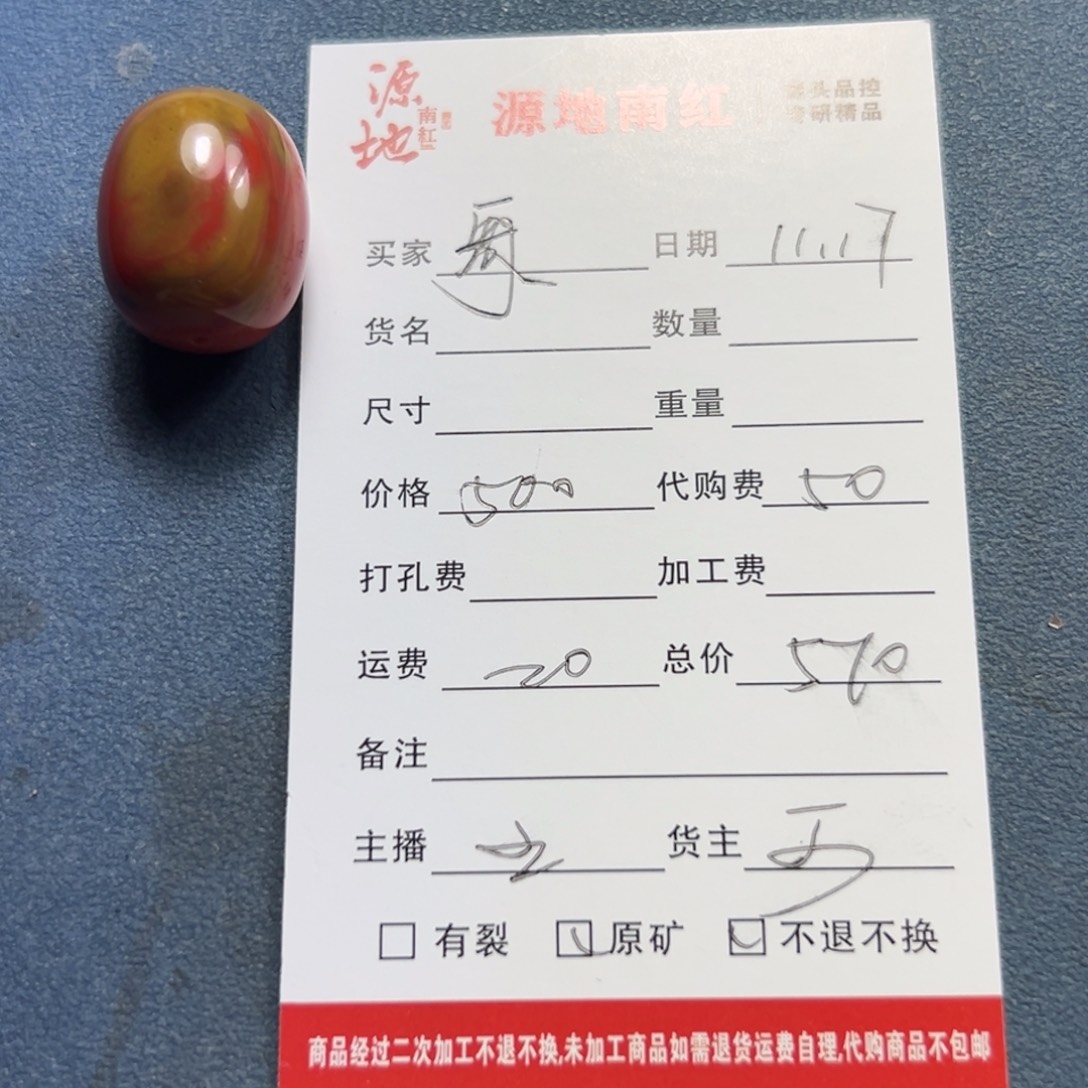 源地 南红
源地南红 源头品控
专研精品
买家 日期 11.17
货名 数量
尺寸 重量
价格 500 代购费 50
打孔费 加工费
运费 20 总价 570
备注
主播 货主
有裂 原矿 不退不换
商品经过二次加工不退不换,未加工商品如需退货运费自理,代购商品不包邮